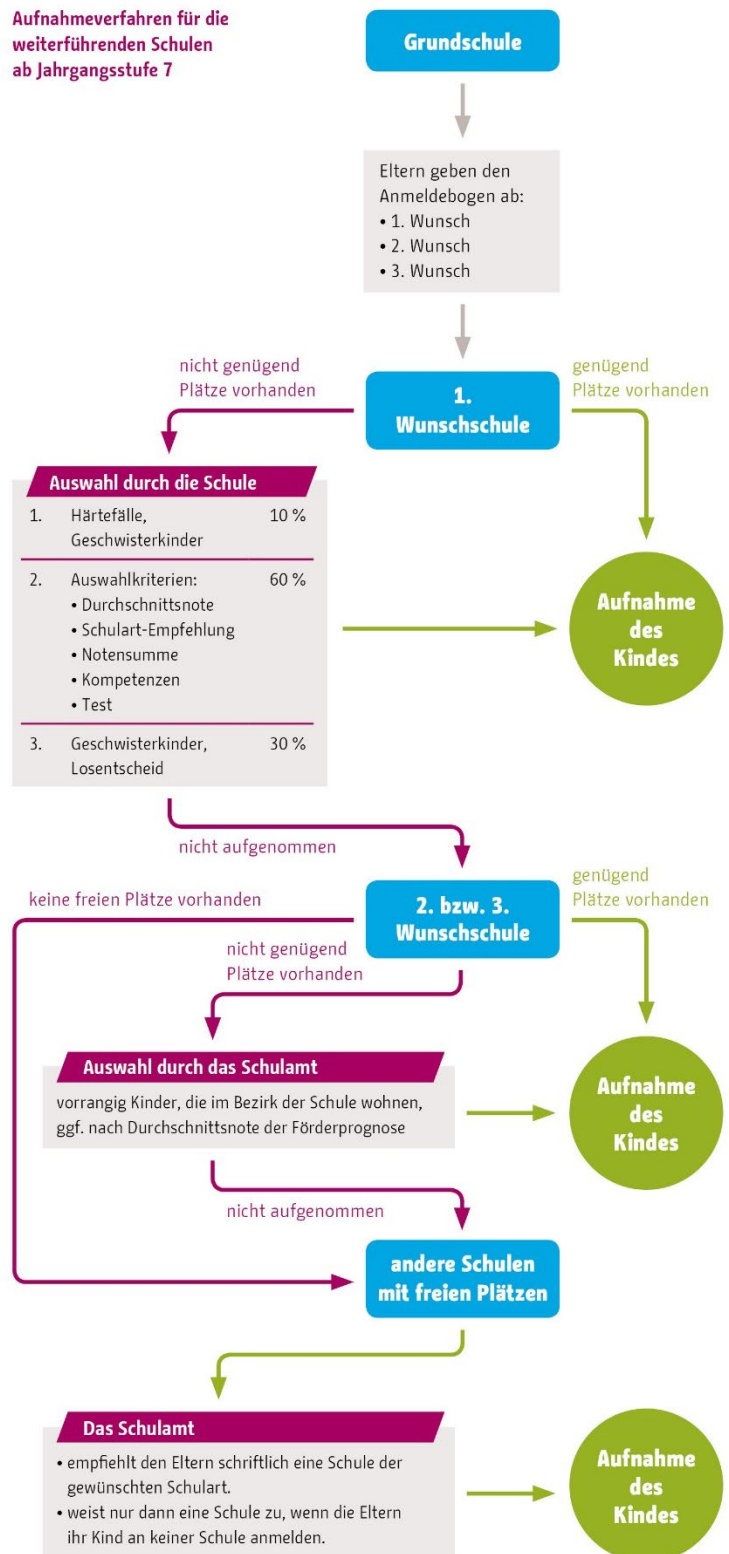 Aufnahmeverfahren für die
weiterführenden Schulen
ab Jahrgangsstufe 7
Grundschule
Eltern geben den
Anmeldebogen ab:
• 1. Wunsch
• 2. Wunsch
• 3. Wunsch
nicht genügend
Plätze vorhanden
1.
Wunschschule
genügend
Plätze vorhanden
Auswahl durch die Schule
1. Härtefälle, 10 %
Geschwisterkinder
2. Auswahlkriterien: 60 %
• Durchschnittsnote
• Schulart-Empfehlung
• Notensumme
• Kompetenzen
• Test
3. Geschwisterkinder, 30 %
Losentscheid
Aufnahme
des
Kindes
nicht aufgenommen
keine freien Plätze vorhanden
2. bzw. 3.
Wunschschule
genügend
Plätze vorhanden
nicht genügend
Plätze vorhanden
Auswahl durch das Schulamt
vorrangig Kinder, die im Bezirk der Schule wohnen,
ggf. nach Durchschnittsnote der Förderprognose
Aufnahme
des
Kindes
nicht aufgenommen
andere Schulen
mit freien Plätzen
Das Schulamt
• empfiehlt den Eltern schriftlich eine Schule der
gewünschten Schulart.
• weist nur dann eine Schule zu, wenn die Eltern
ihr Kind an keiner Schule anmelden.
Aufnahme
des
Kindes